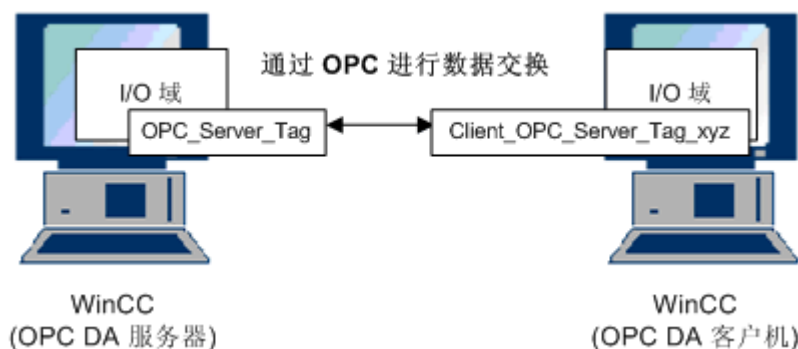 通过 OPC 进行数据交换
I/O 域
I/O 域
OPC_Server_Tag
Client_OPC_Server_Tag_xyz
WinCC
(OPC DA 服务器)
WinCC
(OPC DA 客户机)